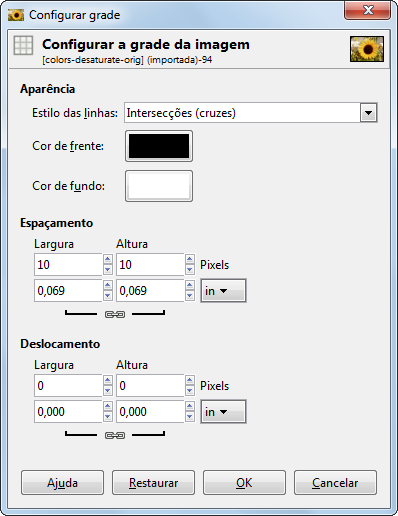 Configurar grade
Configurar a grade da imagem
[colors-desaturate-orig] (importada)-94
Aparência
Estilo das linhas: Intersecções (cruzes)
Cor de frente:
Cor de fundo:
Espaçamento
Largura Altura
10 10 Pixels
0,069 0,069 in
Deslocamento
Largura Altura
0 0 Pixels
0,000 0,000 in
Ajuda Restaurar OK Cancelar